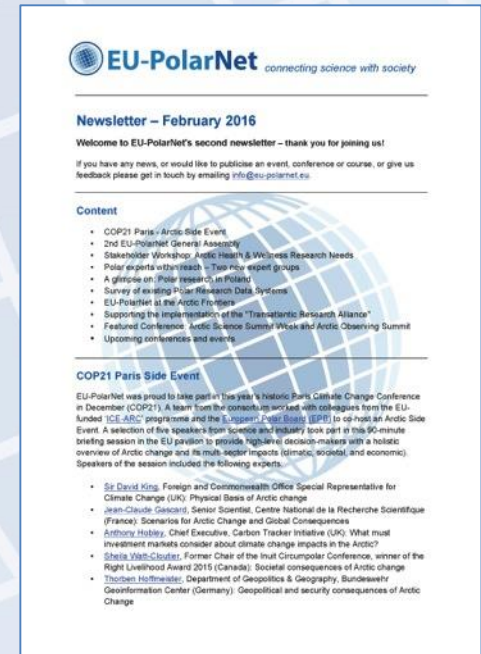 EU-PolarNet connecting science with society
Newsletter – February 2016
Welcome to EU-PolarNet's second newsletter – thank you for joining us!
If you have any news, or would like to publicise an event, conference or course, or give us
feedback please get in touch by emailing info@eu-polarnet.eu.
Content
• COP21 Paris - Arctic Side Event
• 2nd EU-PolarNet General Assembly
• Stakeholder Workshop: Arctic Health & Wellness Research Needs
• Polar experts within reach – Two new expert groups
• A glimpse on: Polar research in Poland
• Survey of existing Polar Research Data Systems
• EU-PolarNet at the Arctic Frontiers
• Supporting the implementation of the "Transatlantic Research Alliance"
• Featured Conference: Arctic Science Summit Week and Arctic Observing Summit
• Upcoming conferences and events
COP21 Paris Side Event
EU-PolarNet was proud to take part in this year's historic Paris Climate Change Conference
in December (COP21). A team from the consortium worked with colleagues from the EU-
funded 'ICE-ARC' programme and the European Polar Board (EPB) to co-host an Arctic Side
Event. A selection of five speakers from science and industry took part in this 90-minute
briefing session in the EU pavilion to provide high-level decision-makers with a holistic
overview of Arctic change and its multi-sector impacts (climatic, societal, and economic).
Speakers of the session included the following experts:
• Sir David King, Foreign and Commonwealth Office Special Representative for
Climate Change (UK): Physical Basis of Arctic change
• Jean-Claude Gascard, Senior Scientist, Centre National de la Recherche Scientifique
(France): Scenarios for Arctic Change and Global Consequences
• Anthony Hobley, Chief Executive, Carbon Tracker Initiative (UK): What must
investment markets consider about climate change impacts in the Arctic?
• Sheila Watt-Cloutier, Former Chair of the Inuit Circumpolar Conference, winner of the
Right Livelihood Award 2015 (Canada): Societal consequences of Arctic change
• Thorben Hoffmeister, Department of Geopolitics & Geography, Bundeswehr
Geoinformation Center (Germany): Geopolitical and security consequences of Arctic
Change